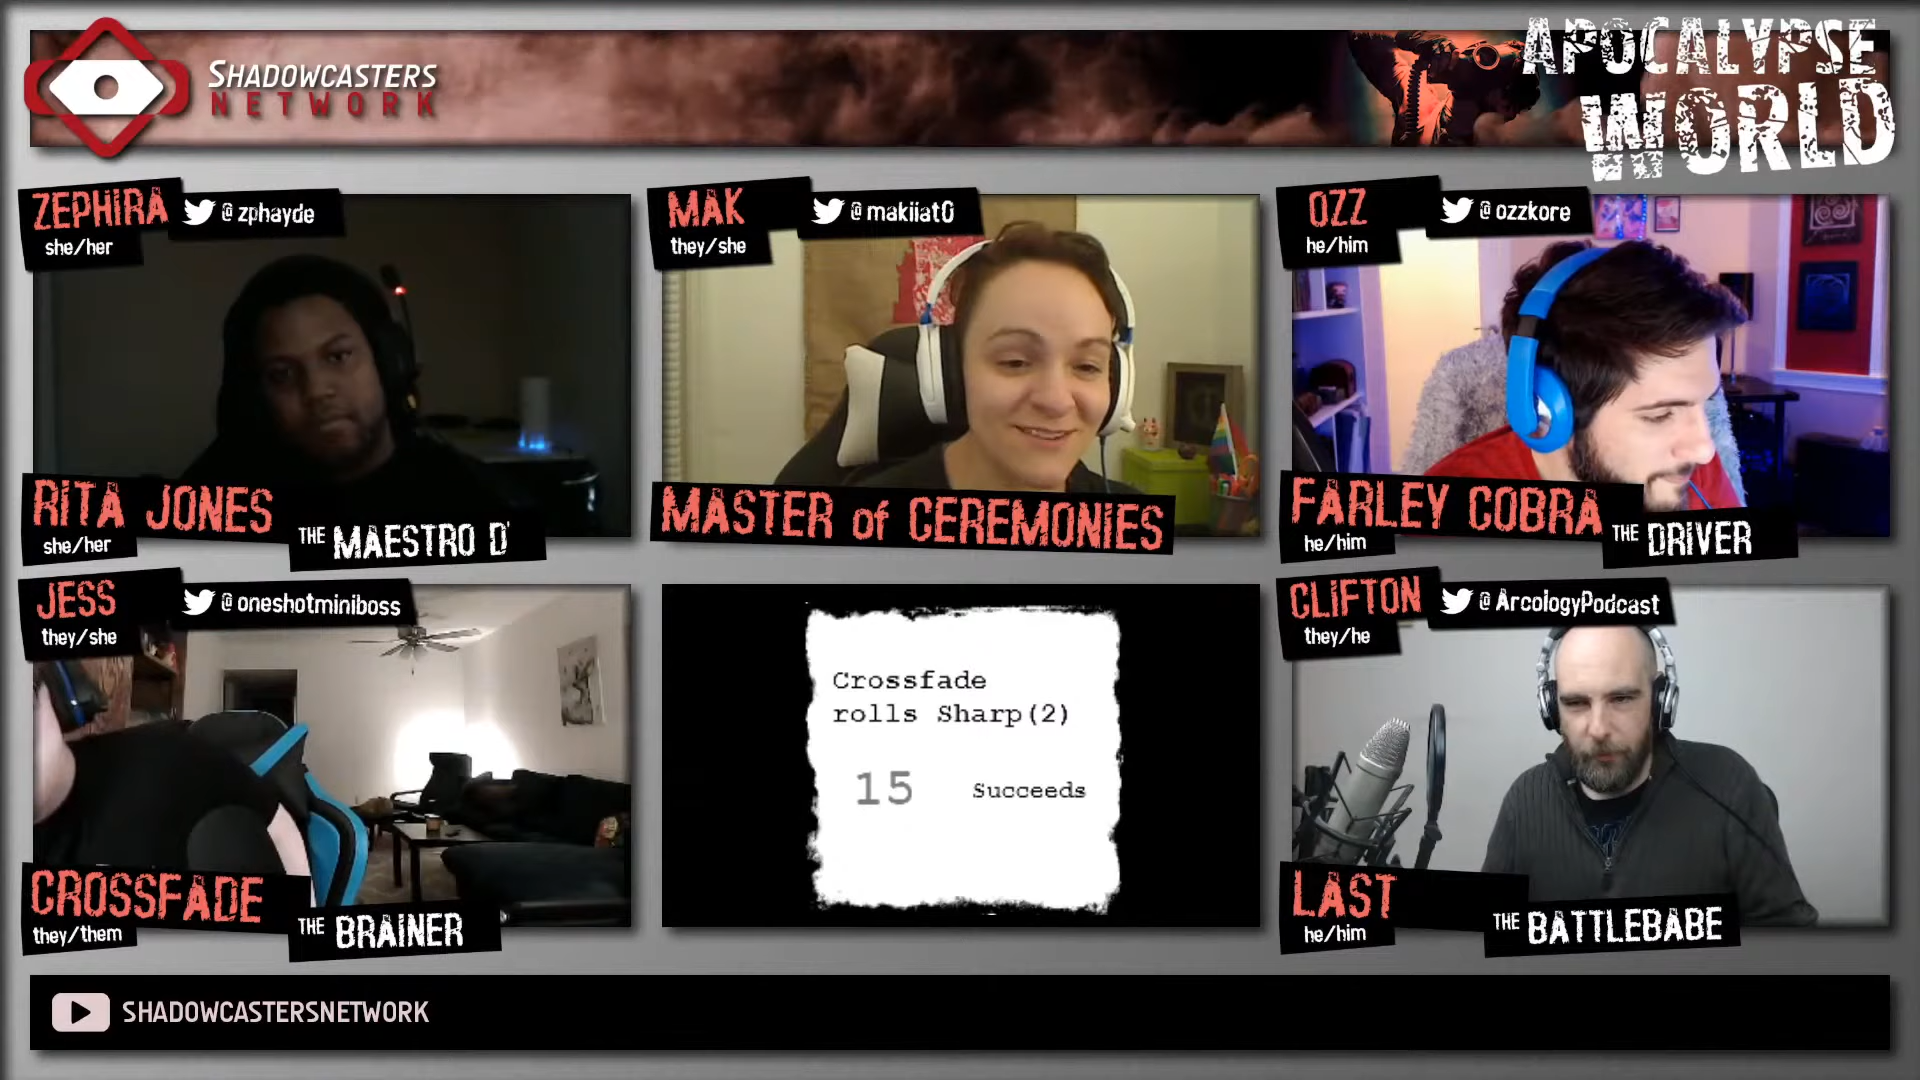 SHADOWCASTERS
NETWORK
APOCALYPSE
WORLD
ZEPHIRA
@zphayde
she/her
RITA JONES
she/her
THE MAESTRO D'
MAK
@makiiat0
they/she
MASTER of CEREMONIES
OZZ
@ozzkore
he/him
FARLEY COBRA
he/him
THE DRIVER
JESS
@oneshotminiboss
they/she
CROSSFADE
they/them
THE BRAINER
Crossfade
rolls Sharp(2)
15 Succeeds
CLIFTON
@ArcologyPodcast
they/he
LAST
he/him
THE BATTLEBABE
SHADOWCASTERSNETWORK